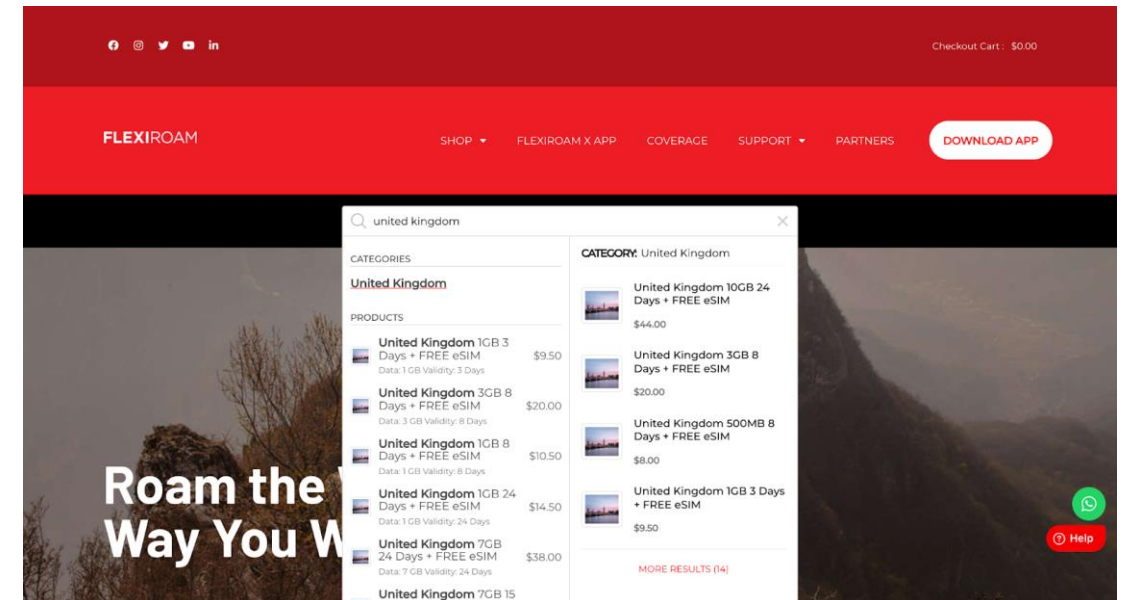 Checkout Cart : $0.00
FLEXIROAM
SHOP
FLEXIROAM X APP
COVERAGE
SUPPORT
PARTNERS
DOWNLOAD APP
united kingdom
CATEGORIES
United Kingdom
PRODUCTS
United Kingdom 1GB 3
Days + FREE eSIM
$9.50
Data: 1 GB Validity: 3 Days
United Kingdom 3GB 8
Days + FREE eSIM
$20.00
Data: 3 GB Validity: 8 Days
United Kingdom 1GB 8
Days + FREE eSIM
$10.50
Data: 1 GB Validity: 8 Days
United Kingdom 1GB 24
Days + FREE eSIM
$14.50
Data: 1 GB Validity: 24 Days
United Kingdom 7GB
24 Days + FREE eSIM
$38.00
Data: 7 GB Validity: 24 Days
United Kingdom 7GB 15
CATEGORY: United Kingdom
United Kingdom 10GB 24
Days + FREE eSIM
$44.00
United Kingdom 3GB 8
Days + FREE eSIM
$20.00
United Kingdom 500MB 8
Days + FREE eSIM
$8.00
United Kingdom 1GB 3 Days
+ FREE eSIM
$9.50
MORE RESULTS (14)
Roam the
Way You
Help